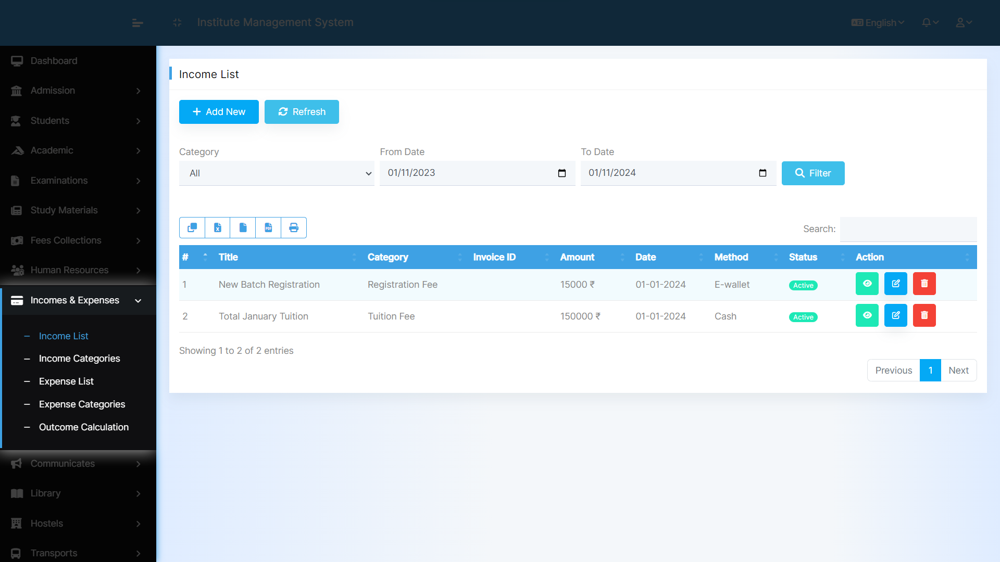 Institute Management System
English
Dashboard
Admission
Students
Academic
Examinations
Study Materials
Fees Collections
Human Resources
Incomes & Expenses
Income List
Income Categories
Expense List
Expense Categories
Outcome Calculation
Communicates
Library
Hostels
Transports
Income List
Add New
Refresh
Category
From Date
To Date
All
01/11/2023
01/11/2024
Filter
Search:
# Title Category Invoice ID Amount Date Method Status Action
1 New Batch Registration Registration Fee 15000 ₹ 01-01-2024 E-wallet Active
2 Total January Tuition Tuition Fee 150000 ₹ 01-01-2024 Cash Active
Showing 1 to 2 of 2 entries
Previous 1 Next